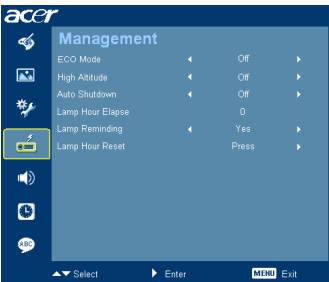 acer
Management
ECO Mode Off
High Altitude Off
Auto Shutdown Off
Lamp Hour Elapse 0
Lamp Reminding Yes
Lamp Hour Reset Press
ABC
Select Enter MENU Exit